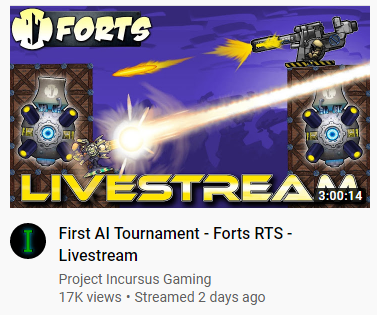 FORTS
LIVESTREAM
3:00:14
First AI Tournament - Forts RTS -
Livestream
Project Incursus Gaming
17K views • Streamed 2 days ago